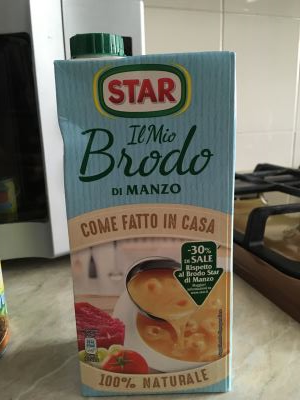 STAR
Il Mio
Brodo
DI MANZO
COME FATTO IN CASA
-30%
DI SALE
Rispetto
al Brodo Star
di Manzo
100% NATURALE